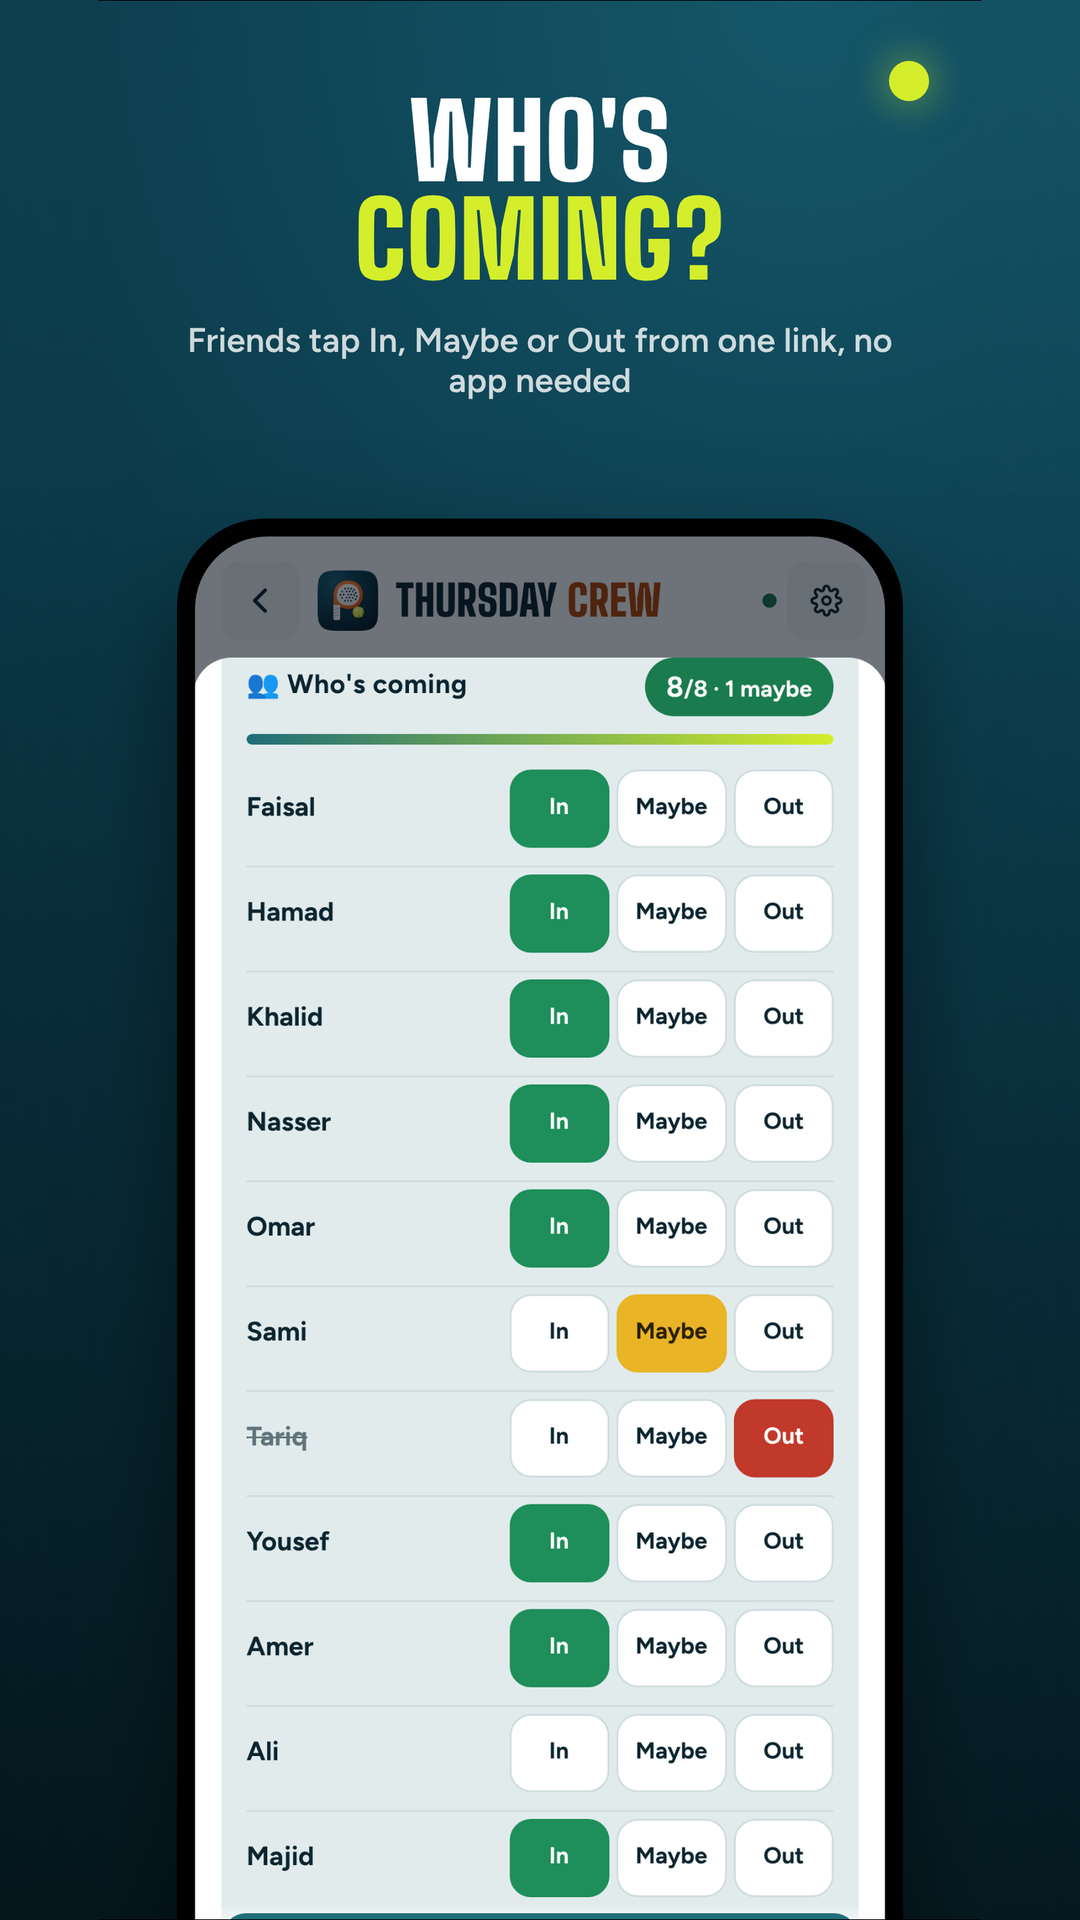 WHO'S
COMING?
Friends tap In, Maybe or Out from one link, no
app needed
THURSDAY CREW
👥 Who's coming 8/8 · 1 maybe
Faisal In Maybe Out
Hamad In Maybe Out
Khalid In Maybe Out
Nasser In Maybe Out
Omar In Maybe Out
Sami In Maybe Out
Tariq In Maybe Out
Yousef In Maybe Out
Amer In Maybe Out
Ali In Maybe Out
Majid In Maybe Out